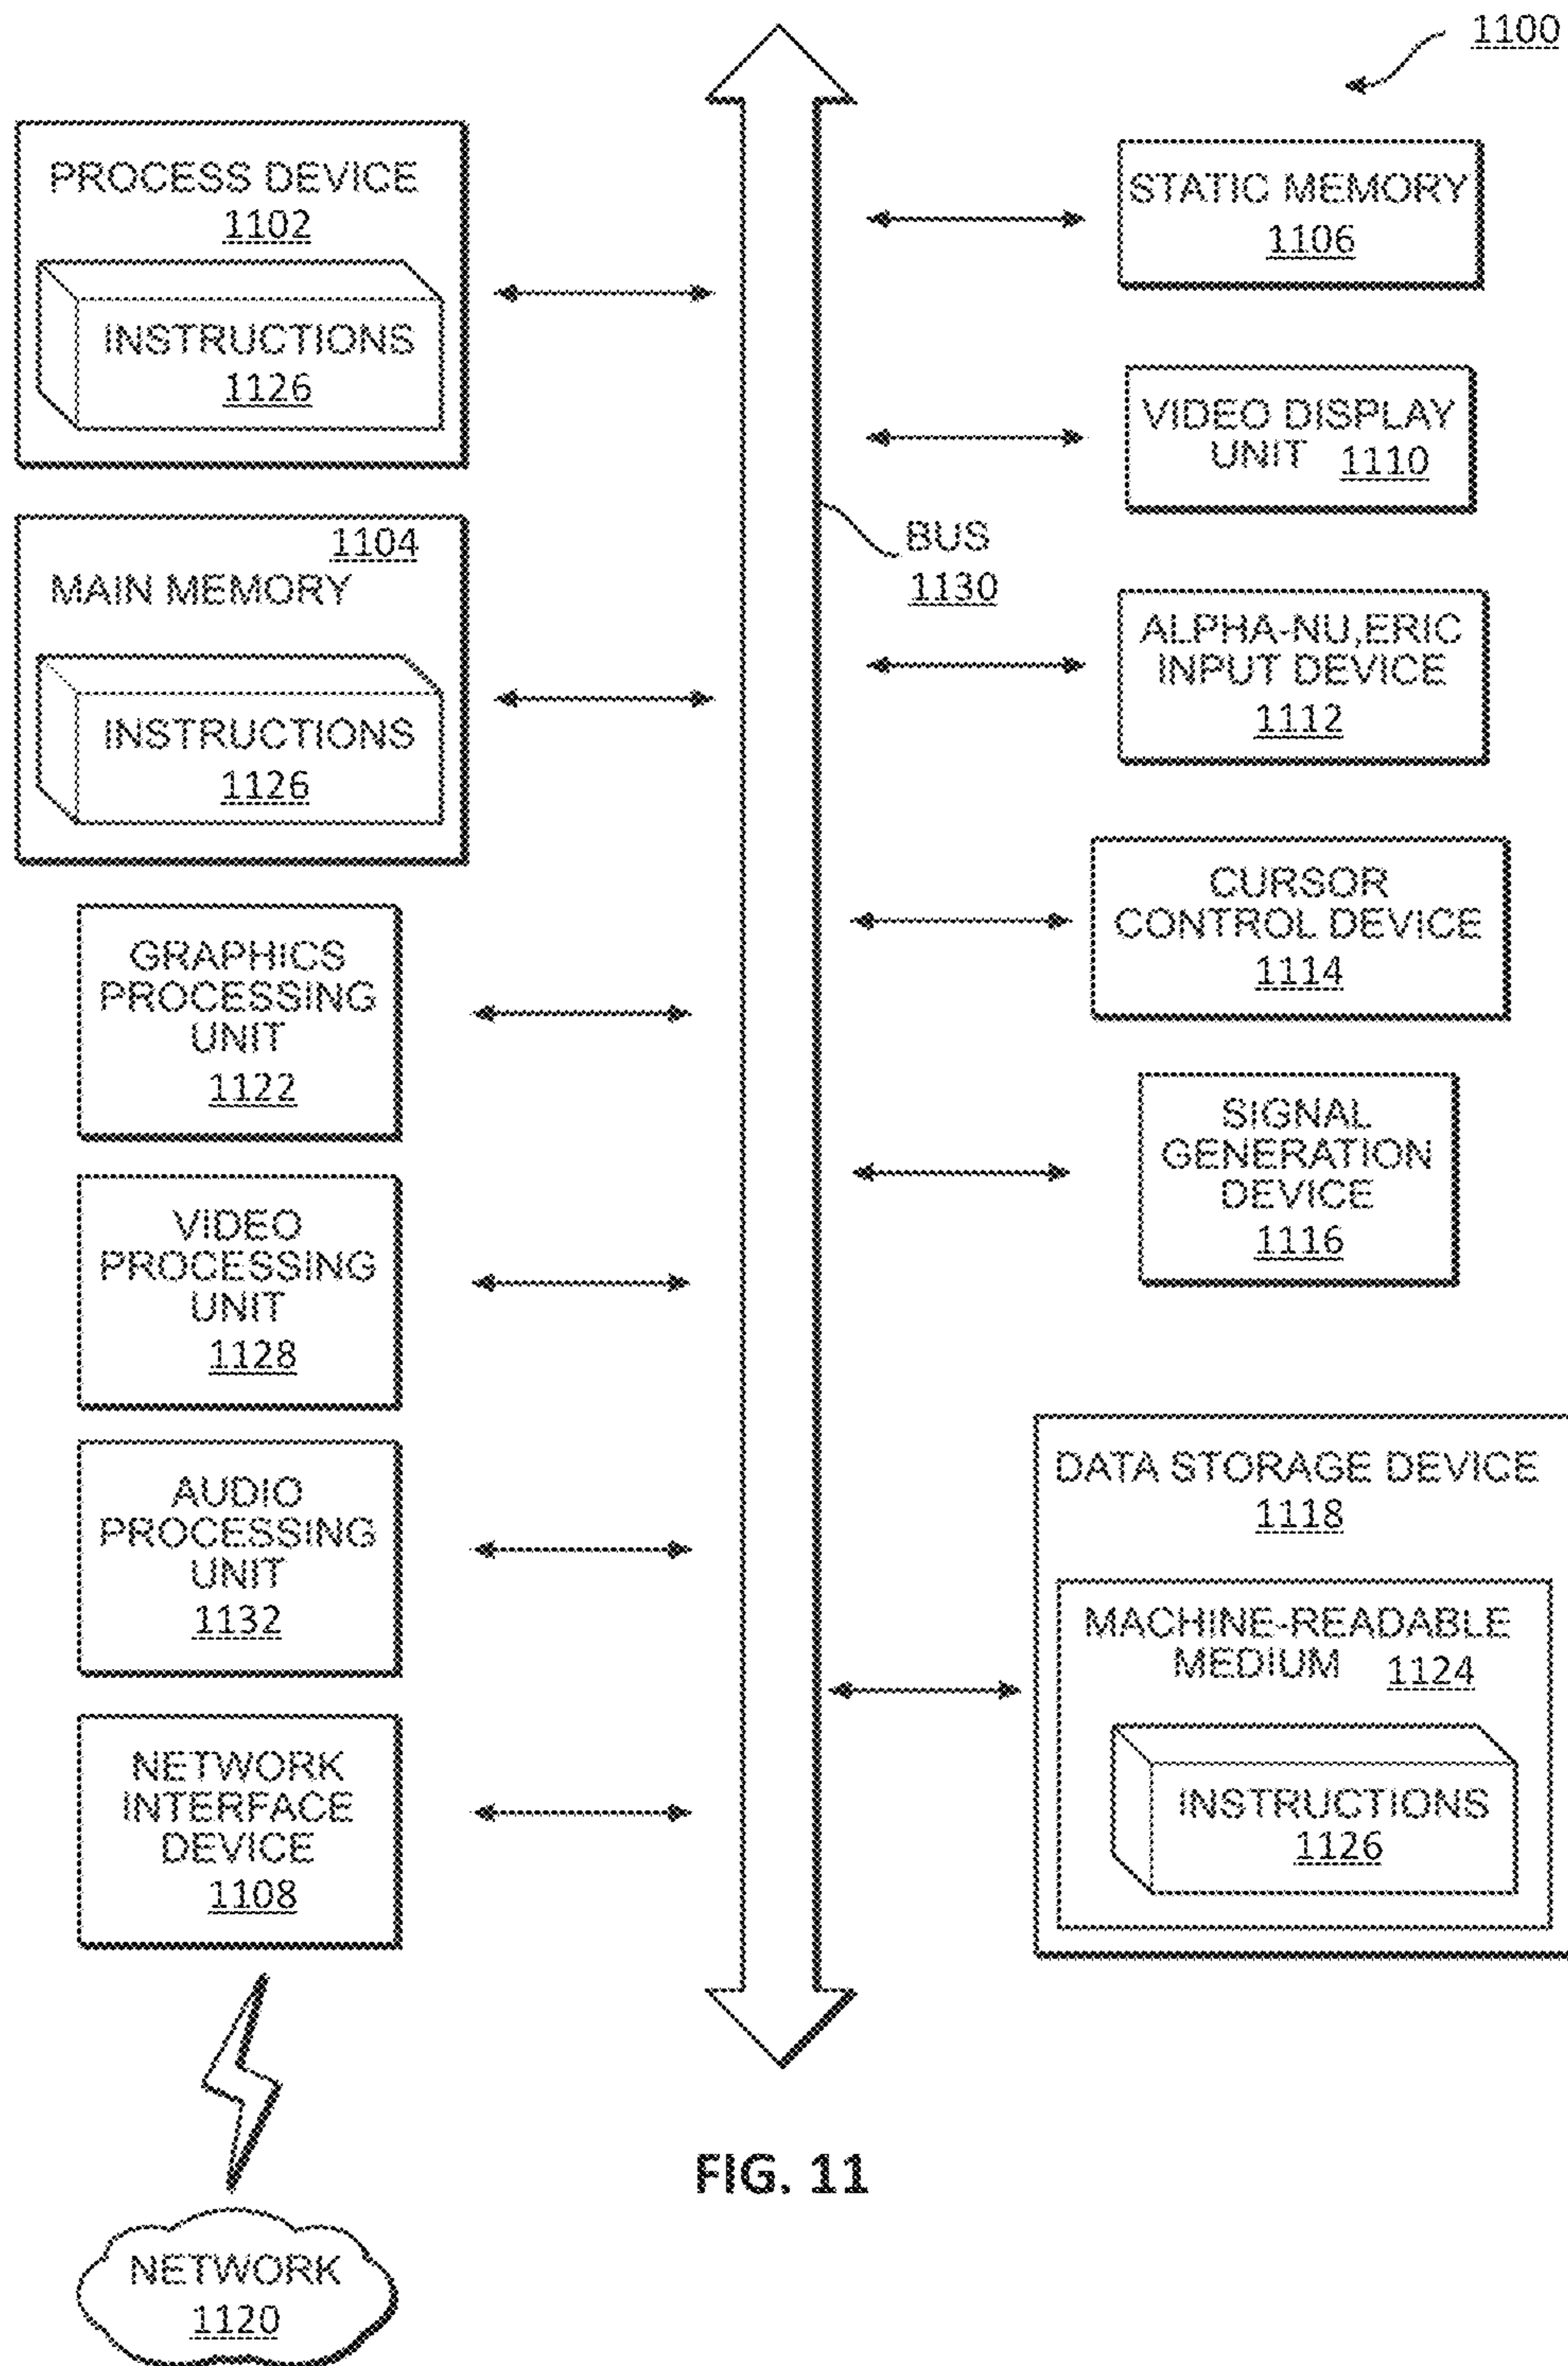 1100
PROCESS DEVICE
1102
INSTRUCTIONS
1126
1104
MAIN MEMORY
INSTRUCTIONS
1126
GRAPHICS
PROCESSING
UNIT
1122
VIDEO
PROCESSING
UNIT
1128
AUDIO
PROCESSING
UNIT
1132
NETWORK
INTERFACE
DEVICE
1108
NETWORK
1120
BUS
1130
STATIC MEMORY
1106
VIDEO DISPLAY
UNIT 1110
ALPHA-NU,ERIC
INPUT DEVICE
1112
CURSOR
CONTROL DEVICE
1114
SIGNAL
GENERATION
DEVICE
1116
DATA STORAGE DEVICE
1118
MACHINE-READABLE
MEDIUM 1124
INSTRUCTIONS
1126
FIG. 11